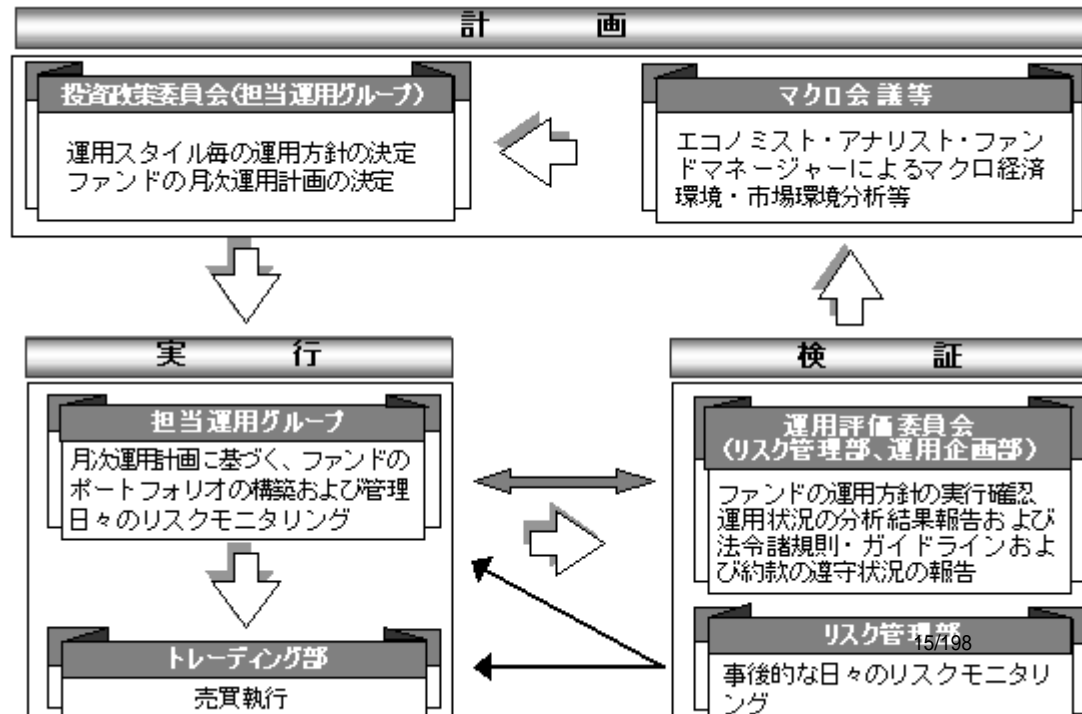 計画
投資政策委員会(担当運用グループ)
運用スタイル毎の運用方針の決定
ファンドの月次運用計画の決定
マクロ会議等
エコノミスト・アナリスト・ファン
ドマネージャーによるマクロ経済
環境・市場環境分析等
実行
担当運用グループ
月次運用計画に基づく、ファンドの
ポートフォリオの構築および管理
日々のリスクモニタリング
トレーディング部
売買執行
検証
運用評価委員会
(リスク管理部、運用企画部)
ファンドの運用方針の実行確認
運用状況の分析結果報告および
法令諸規則・ガイドラインおよ
び約款の遵守状況の報告
リスク管理部
15/198
事後的な日々のリスクモニタリ
ング